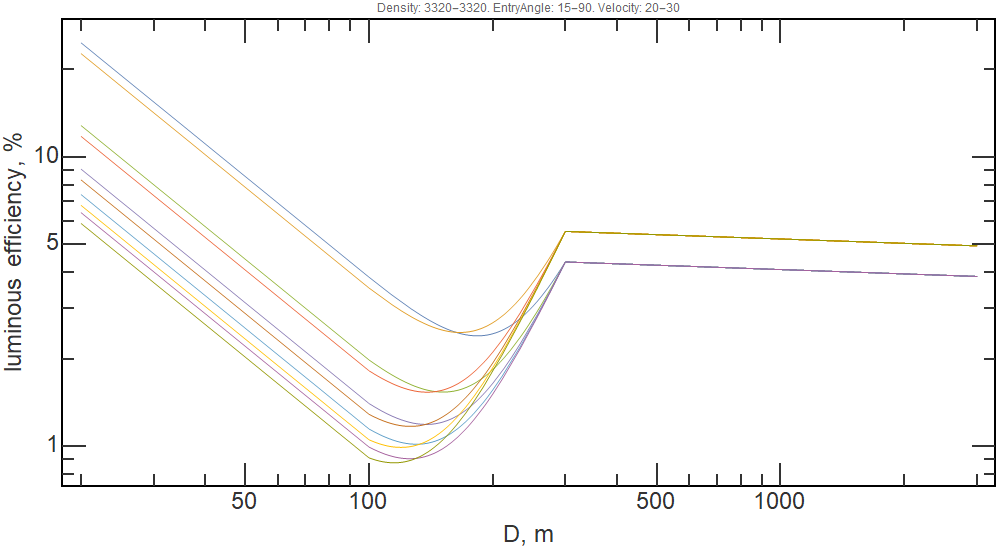 Density: 3320–3320. EntryAngle: 15–90. Velocity: 20–30
luminous efficiency, %
10
5
1
50
100
500
1000
D, m